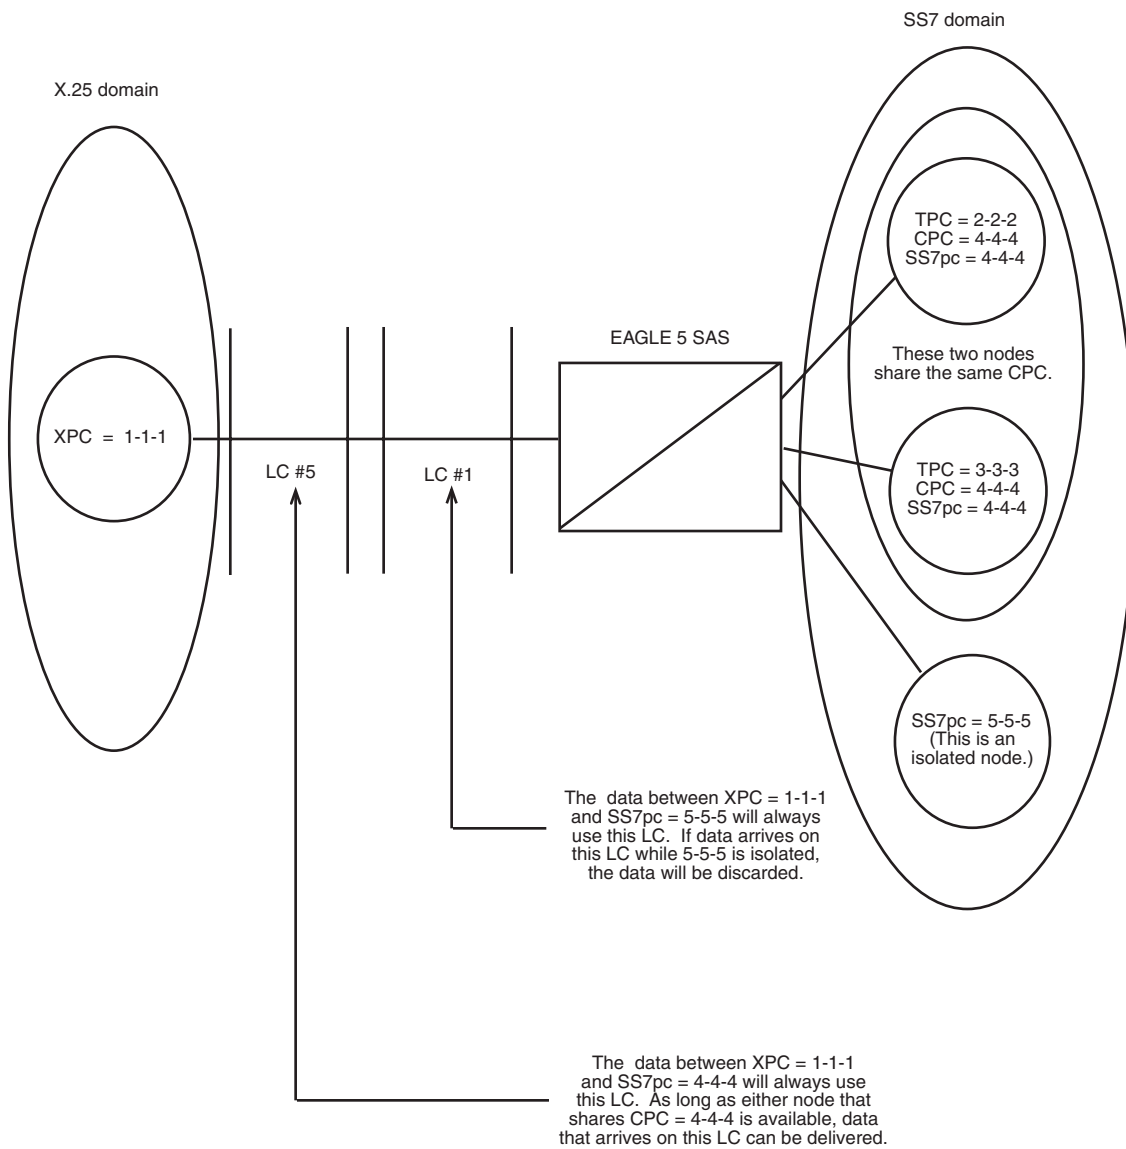 SS7 domain
X.25 domain
TPC = 2-2-2
CPC = 4-4-4
SS7pc = 4-4-4
EAGLE 5 SAS
These two nodes
share the same CPC.
XPC = 1-1-1
LC #5
LC #1
TPC = 3-3-3
CPC = 4-4-4
SS7pc = 4-4-4
SS7pc = 5-5-5
(This is an
isolated node.)
The data between XPC = 1-1-1
and SS7pc = 5-5-5 will always
use this LC. If data arrives on
this LC while 5-5-5 is isolated,
the data will be discarded.
The data between XPC = 1-1-1
and SS7pc = 4-4-4 will always use
this LC. As long as either node that
shares CPC = 4-4-4 is available, data
that arrives on this LC can be delivered.